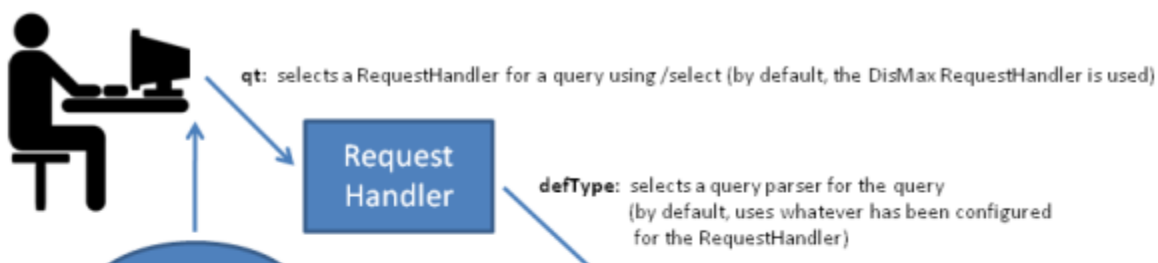 qt: selects a RequestHandler for a query using /select (by default, the DisMax RequestHandler is used)
Request
Handler
defType: selects a query parser for the query
(by default, uses whatever has been configured
for the RequestHandler)